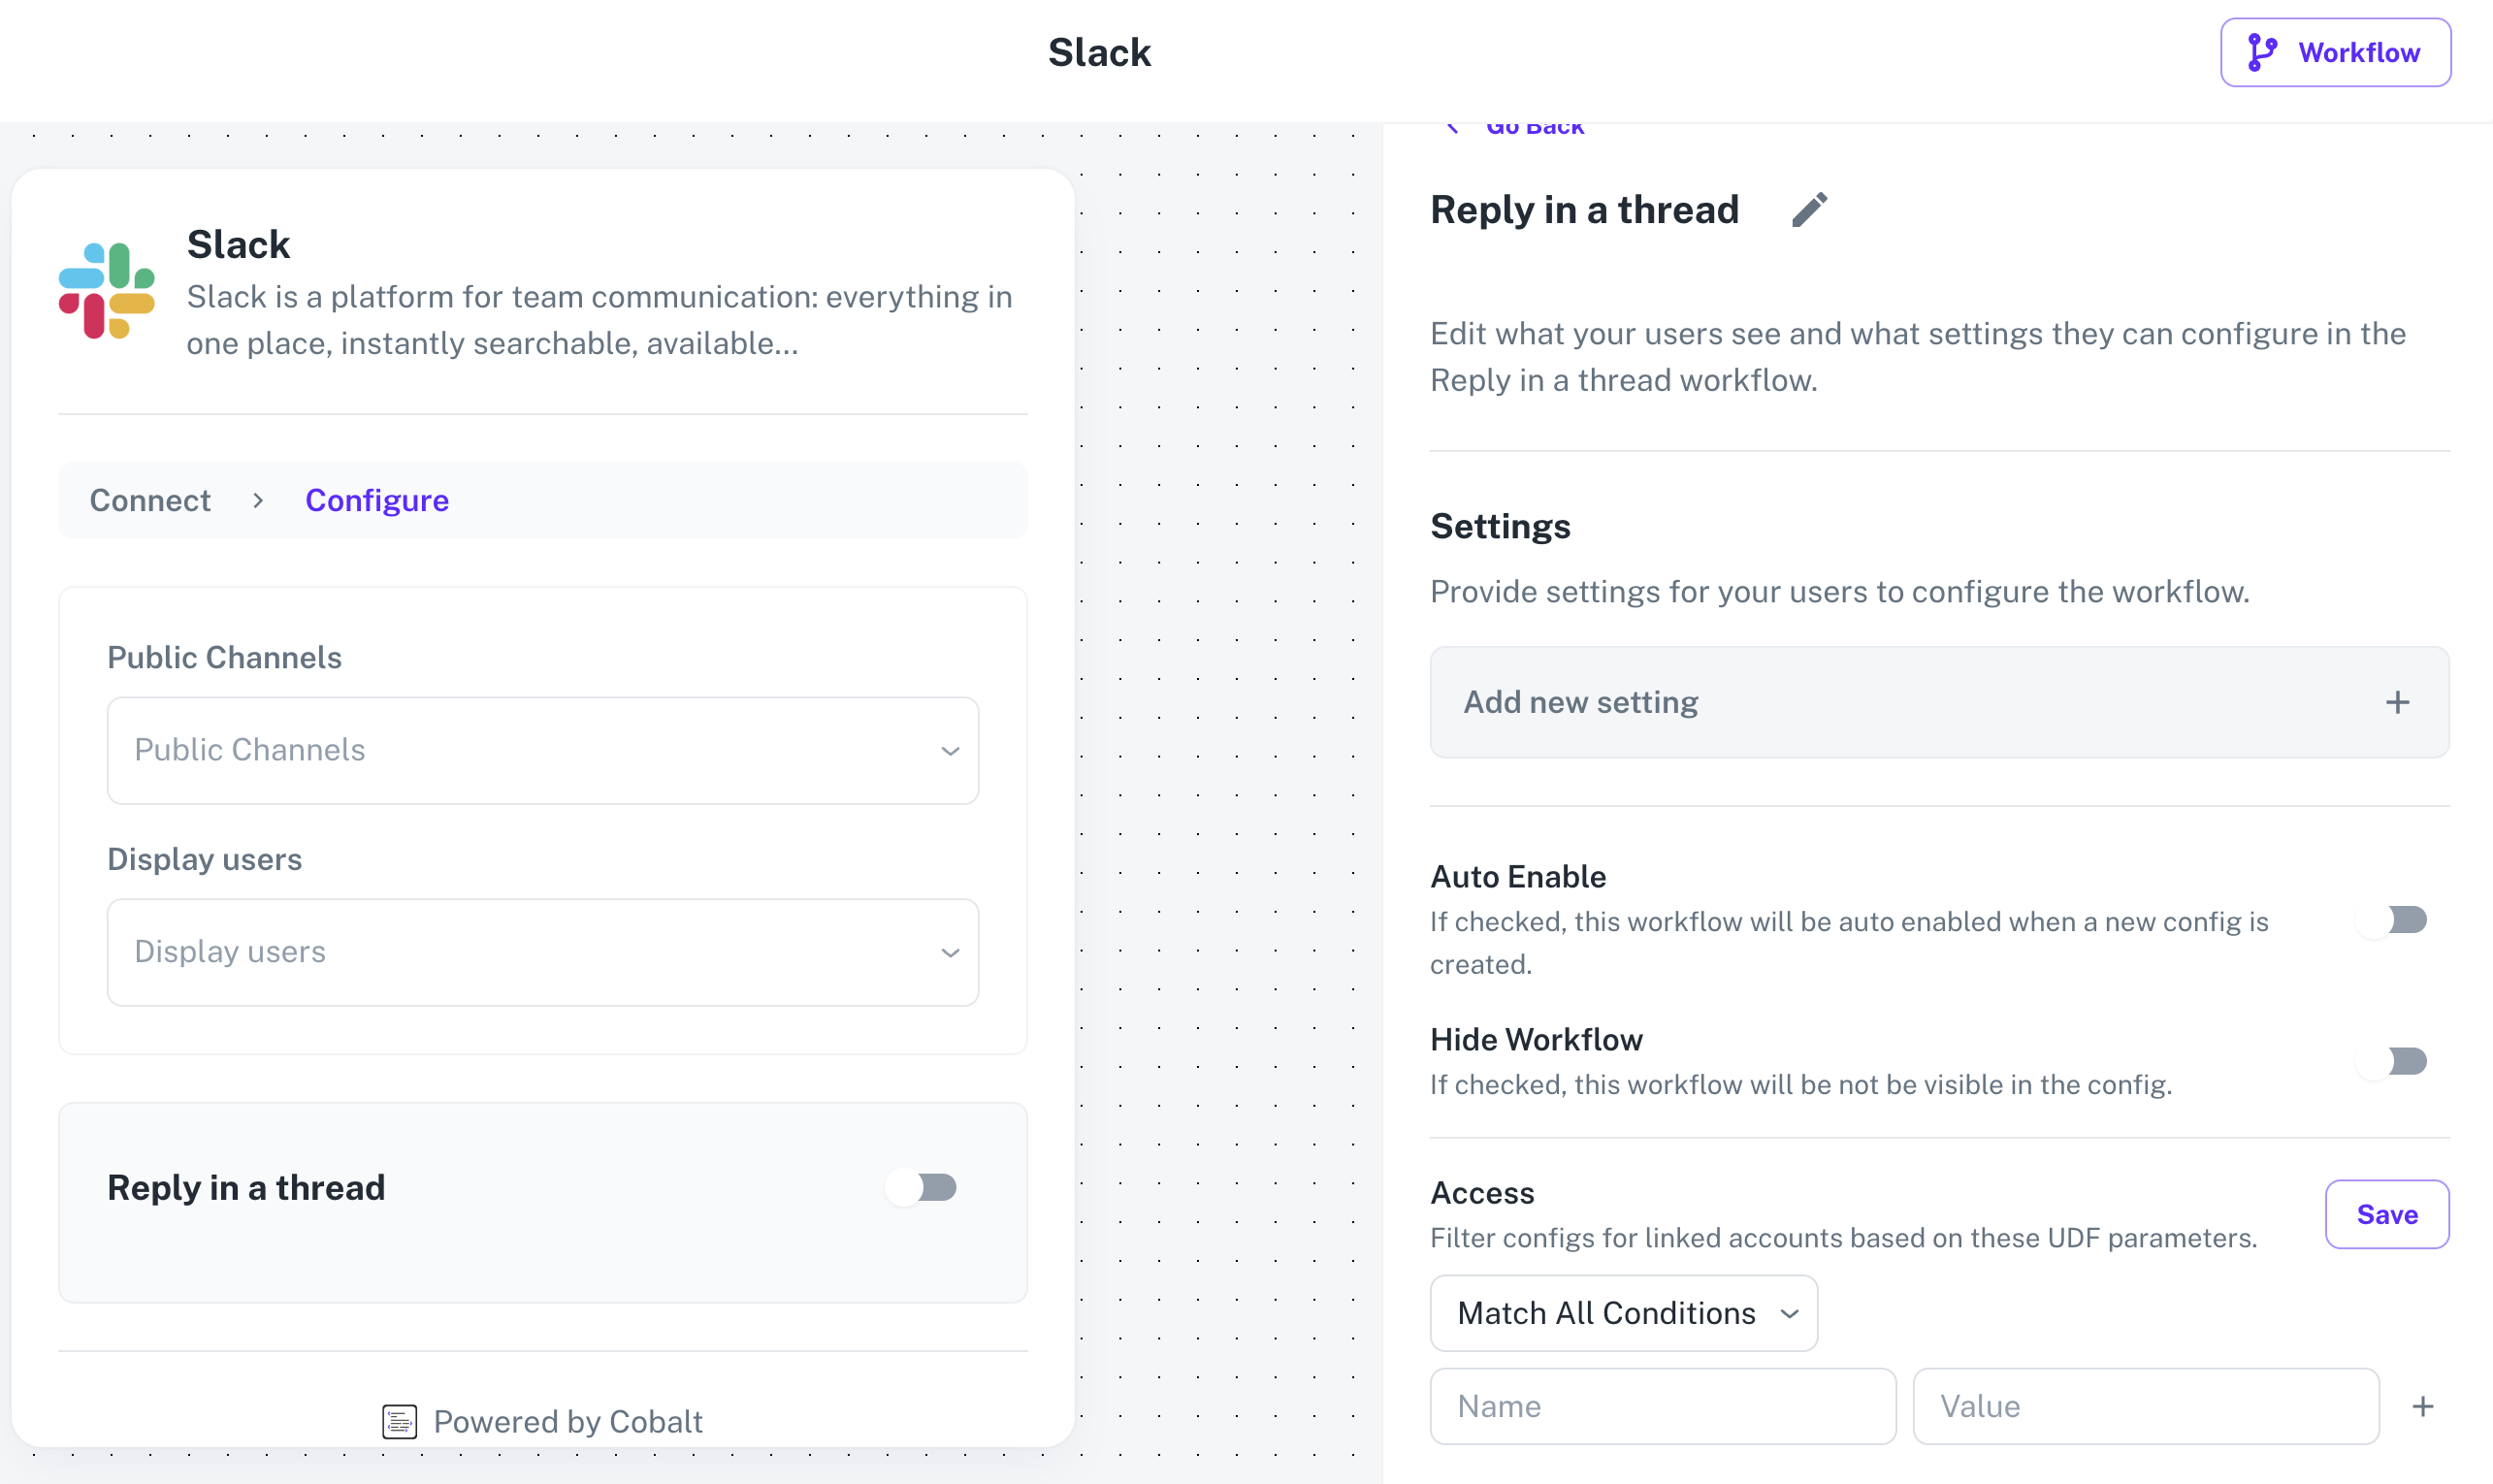 Slack
Workflow
Slack
Slack is a platform for team communication: everything in
one place, instantly searchable, available...
Connect
Configure
Public Channels
Public Channels
Display users
Display users
Reply in a thread
Powered by Cobalt
Go Back
Reply in a thread
Edit what your users see and what settings they can configure in the
Reply in a thread workflow.
Settings
Provide settings for your users to configure the workflow.
Add new setting
Auto Enable
If checked, this workflow will be auto enabled when a new config is
created.
Hide Workflow
If checked, this workflow will be not be visible in the config.
Access
Save
Filter configs for linked accounts based on these UDF parameters.
Match All Conditions
Name
Value